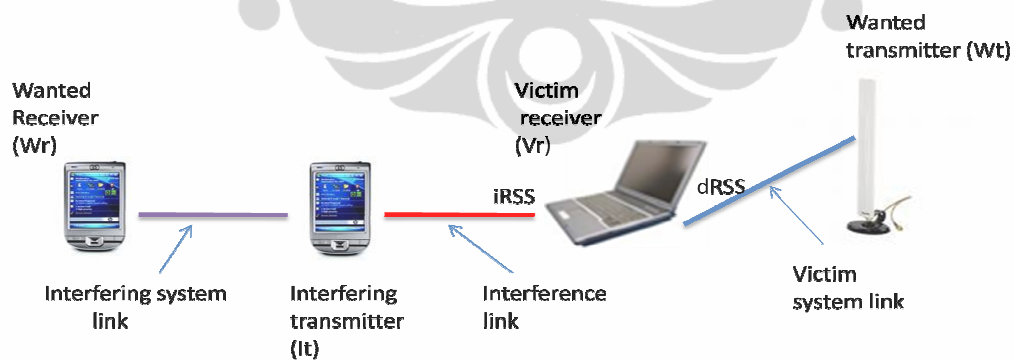 Wanted
transmitter (Wt)
Wanted
Receiver
(Wr)
Victim
receiver
(Vr)
iRSS
dRSS
Interfering system
link
Interfering
transmitter
(It)
Interference
link
Victim
system link